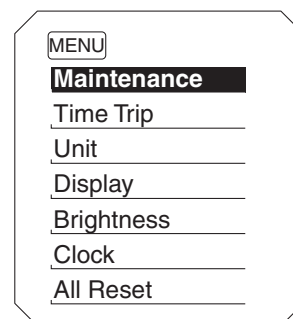 MENU
Maintenance
Time Trip
Unit
Display
Brightness
Clock
All Reset